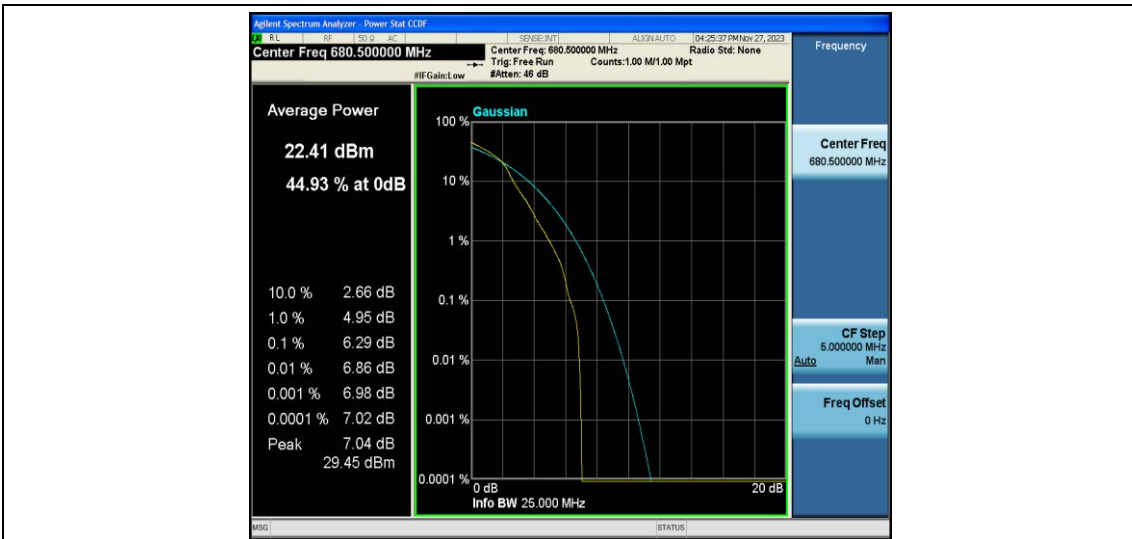 Agilent Spectrum Analyzer - Power Stat CCDF
LXI RL RF 50 Ω AC SENSE:INT ALIGN AUTO 04:25:37 PM Nov 27, 2023
Center Freq 680.500000 MHz
Center Freq: 680.500000 MHz Radio Std: None
Trig: Free Run Counts:1.00 M/1.00 Mpt
#IFGain:Low #Atten: 46 dB
Frequency
Average Power
22.41 dBm
44.93 % at 0dB
10.0 % 2.66 dB
1.0 % 4.95 dB
0.1 % 6.29 dB
0.01 % 6.86 dB
0.001 % 6.98 dB
0.0001 % 7.02 dB
Peak 7.04 dB
29.45 dBm
Gaussian
100 %
10 %
1 %
0.1 %
0.01 %
0.001 %
0.0001 %
0 dB 20 dB
Info BW 25.000 MHz
Center Freq
680.500000 MHz
CF Step
5.000000 MHz
Auto Man
Freq Offset
0 Hz
MSG STATUS